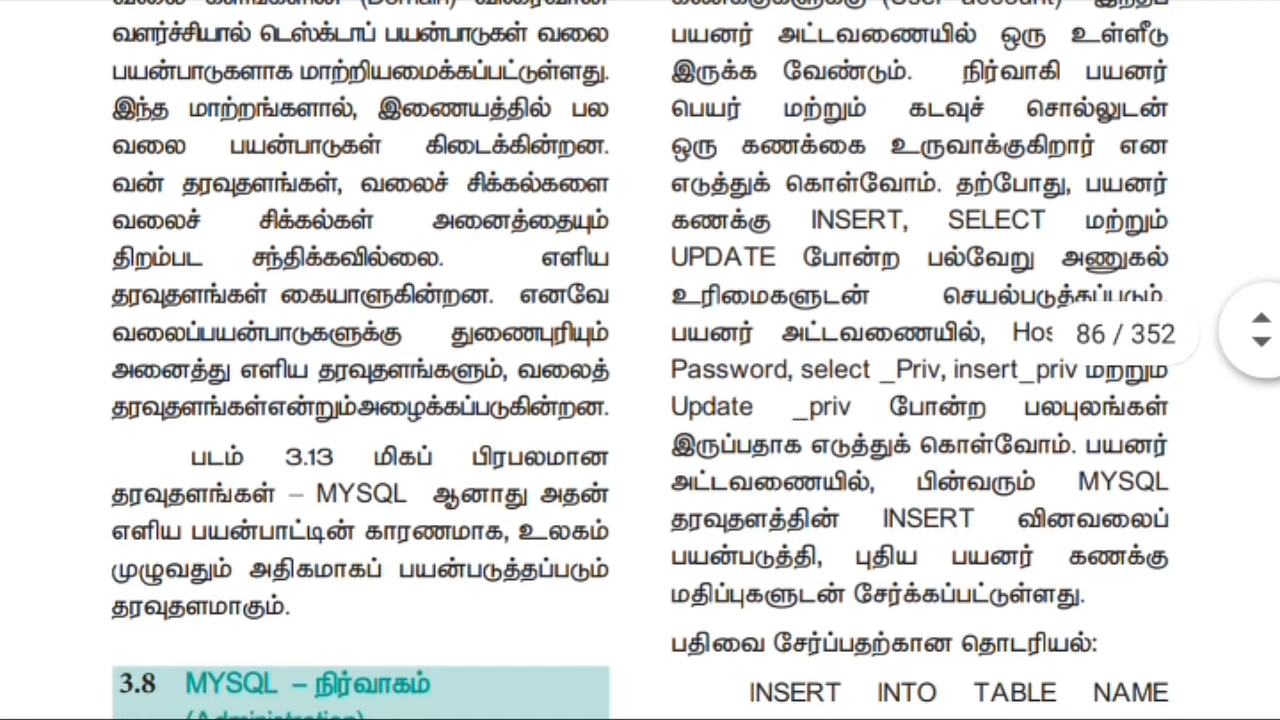 வளர்ச்சியால் டெஸ்க்டாப் பயன்பாடுகள் வலை
பயன்பாடுகளாக மாற்றியமைக்கப்பட்டுள்ளது.
இந்த மாற்றங்களால், இணையத்தில் பல
வலை பயன்பாடுகள் கிடைக்கின்றன.
வன் தரவுதளங்கள், வலைச் சிக்கல்களை
வலைச் சிக்கல்கள் அனைத்தையும்
திறம்பட சந்திக்கவில்லை. எளிய
தரவுதளங்கள் கையாளுகின்றன. எனவே
வலைப்பயன்பாடுகளுக்கு துணைபுரியும்
அனைத்து எளிய தரவுதளங்களும், வலைத்
தரவுதளங்கள்என்றும்அழைக்கப்படுகின்றன.
படம் 3.13 மிகப் பிரபலமான
தரவுதளங்கள் – MYSQL ஆனாது அதன்
எளிய பயன்பாட்டின் காரணமாக, உலகம்
முழுவதும் அதிகமாகப் பயன்படுத்தப்படும்
தரவுதளமாகும்.
3.8 MYSQL – நிர்வாகம்
(Administration)
பயனர் அட்டவணையில் ஒரு உள்ளீடு
இருக்க வேண்டும். நிர்வாகி பயனர்
பெயர் மற்றும் கடவுச் சொல்லுடன்
ஒரு கணக்கை உருவாக்குகிறார் என
எடுத்துக் கொள்வோம். தற்போது, பயனர்
கணக்கு INSERT, SELECT மற்றும்
UPDATE போன்ற பல்வேறு அணுகல்
உரிமைகளுடன் செயல்படுத்தப்படும்.
பயனர் அட்டவணையில், Hos
Password, select _Priv, insert_priv மற்றும்
Update _priv போன்ற பலபுலங்கள்
இருப்பதாக எடுத்துக் கொள்வோம். பயனர்
அட்டவணையில், பின்வரும் MYSQL
தரவுதளத்தின் INSERT வினவலைப்
பயன்படுத்தி, புதிய பயனர் கணக்கு
மதிப்புகளுடன் சேர்க்கப்பட்டுள்ளது.
பதிவை சேர்ப்பதற்கான தொடரியல்:
INSERT INTO TABLE NAME
86 / 352